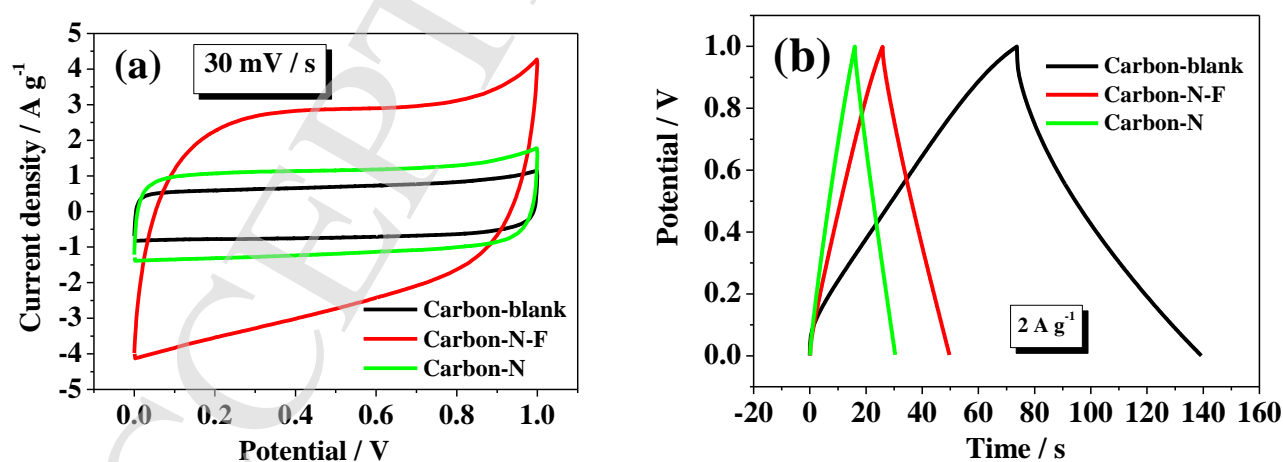 (a)
30 mV / s
Current density / A g-1
5
4
3
2
1
0
-1
-2
-3
-4
-5
Carbon-blank
Carbon-N-F
Carbon-N
0.0 0.2 0.4 0.6 0.8 1.0
Potential / V
(b)
Potential / V
1.0
0.8
0.6
0.4
0.2
0.0
Carbon-blank
Carbon-N-F
Carbon-N
2 A g-1
-20 0 20 40 60 80 100 120 140 160
Time / s
CCEPT